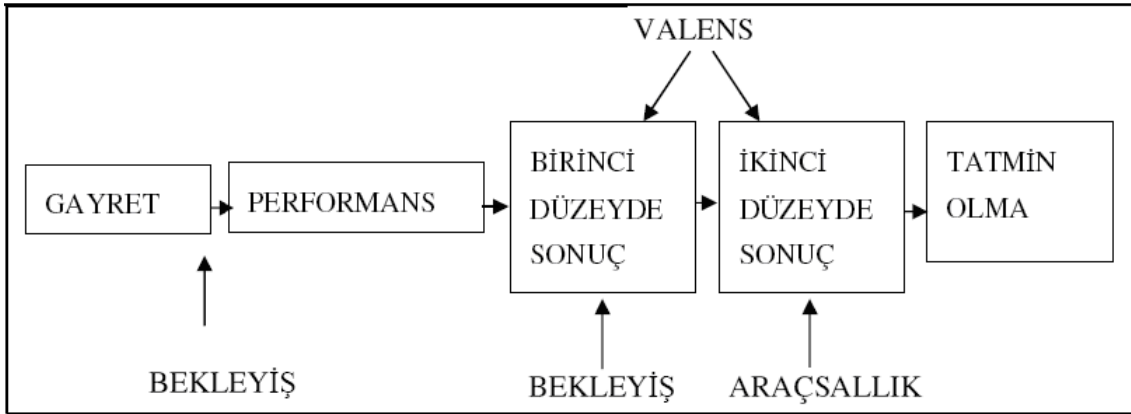 VALENS
GAYRET
PERFORMANS
BİRİNCİ
DÜZEYDE
SONUÇ
İKİNCİ
DÜZEYDE
SONUÇ
TATMİN
OLMA
BEKLEYİŞ
BEKLEYİŞ
ARAÇSALLIK